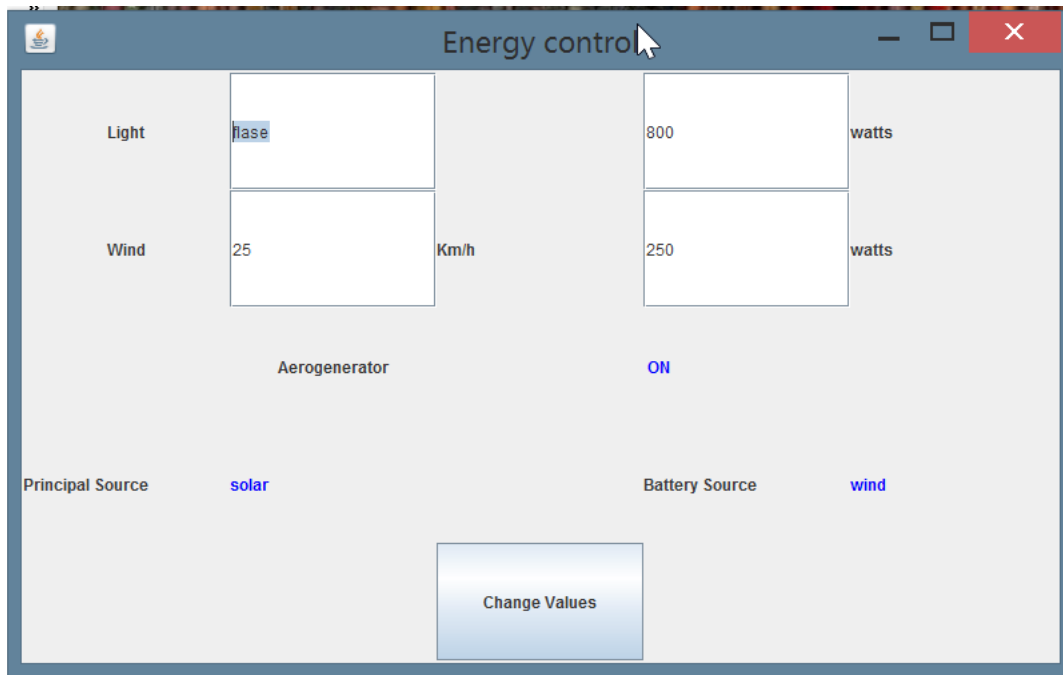 Energy control
Light flase 800 watts
Wind 25 Km/h 250 watts
Aerogenerator ON
Principal Source solar Battery Source wind
Change Values